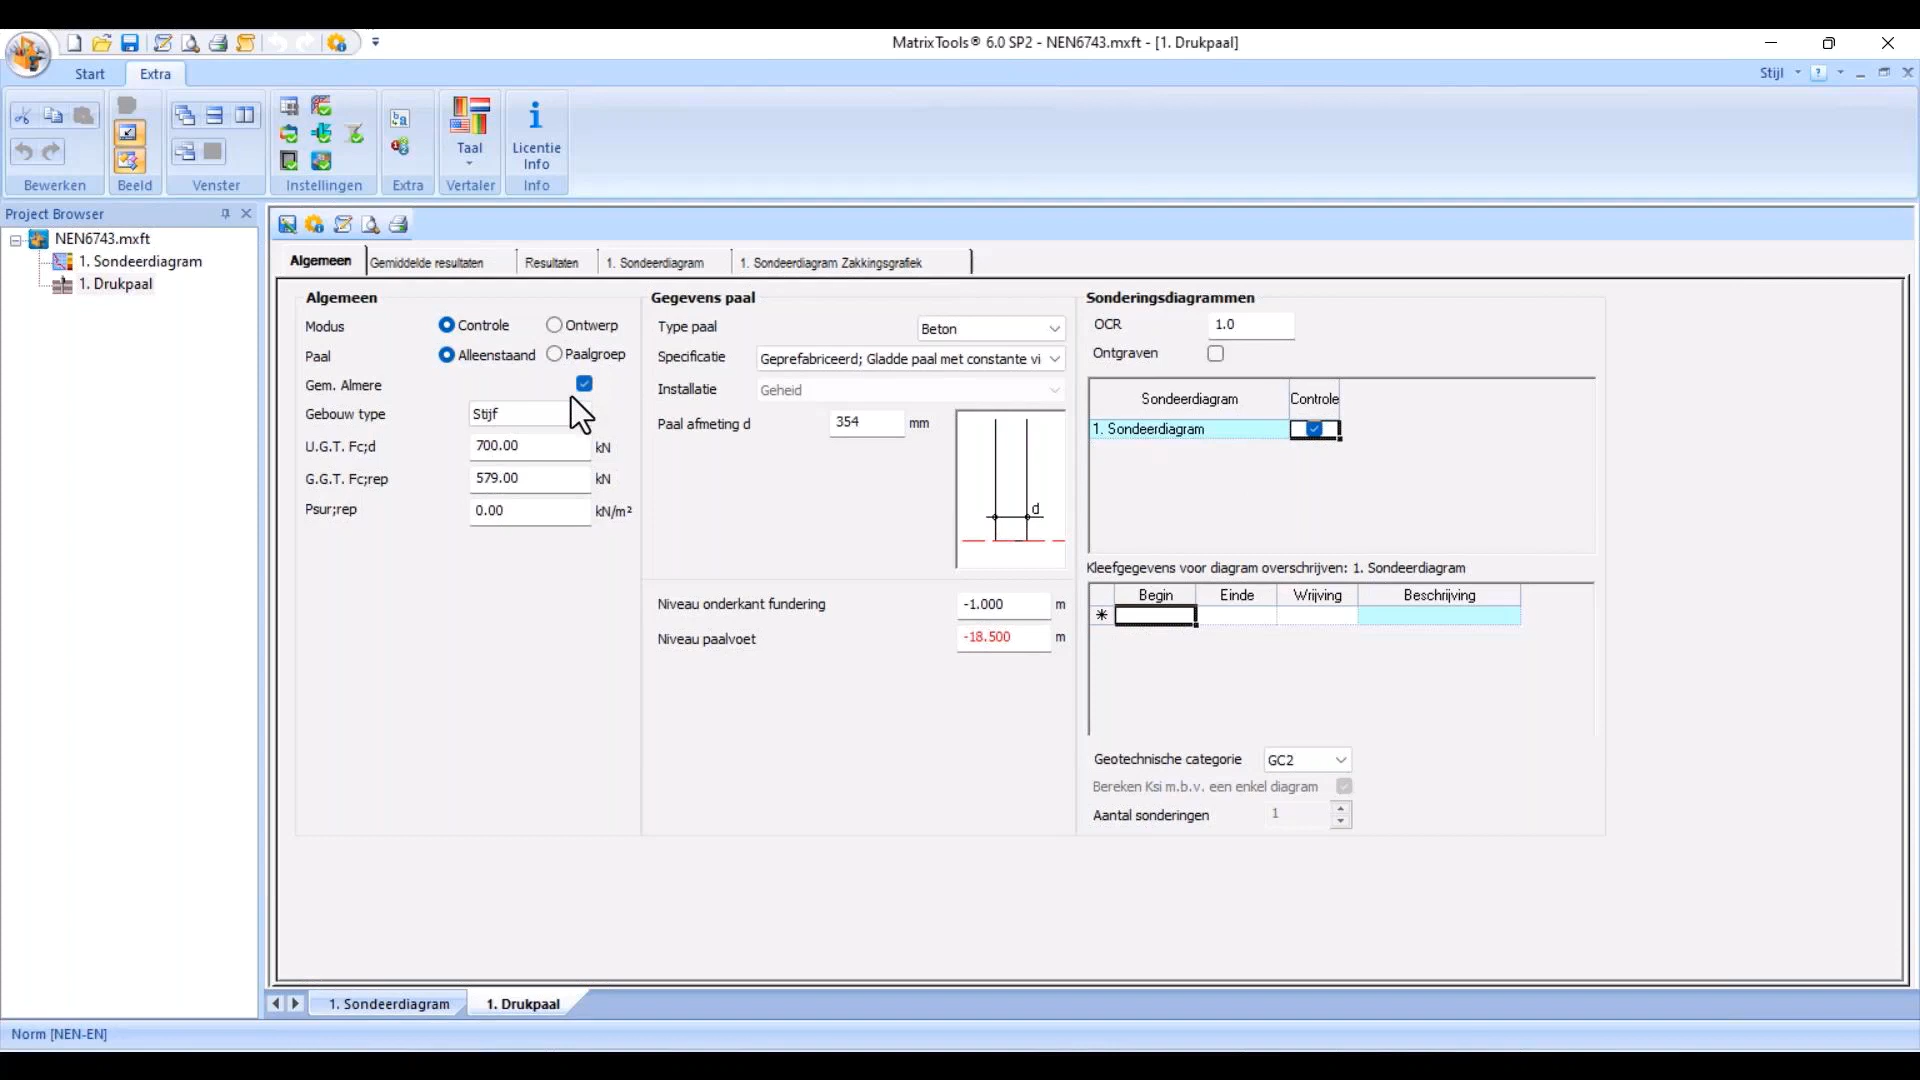 MatrixTools® 6.0 SP2 - NEN6743.mxft - [1. Drukpaal]
Start
Extra
Stijl
Taal
Licentie
Info
Bewerken
Beeld
Venster
Instellingen
Extra
Vertaler
Info
Project Browser
NEN6743.mxft
1. Sondeerdiagram
1. Drukpaal
Algemeen
Gemiddelde resultaten
Resultaten
1. Sondeerdiagram
1. Sondeerdiagram Zakkingsgrafiek
Algemeen
Modus
Controle
Ontwerp
Paal
Alleenstaand
Paalgroep
Gem. Almere
Gebouw type
Stijf
U.G.T. Fc;d
700.00
kN
G.G.T. Fc;rep
579.00
kN
Psur;rep
0.00
kN/m²
Gegevens paal
Type paal
Beton
Specificatie
Geprefabriceerd; Gladde paal met constante vi
Installatie
Geheid
Paal afmeting d
354
mm
d
Niveau onderkant fundering
-1.000
m
Niveau paalvoet
-18.500
m
Sonderingsdiagrammen
OCR
1.0
Ontgraven
Sondeerdiagram
Controle
1. Sondeerdiagram
Kleefgegevens voor diagram overschrijven: 1. Sondeerdiagram
Begin
Einde
Wrijving
Beschrijving
Geotechnische categorie
GC2
Bereken Ksi m.b.v. een enkel diagram
Aantal sonderingen
1
1. Sondeerdiagram
1. Drukpaal
Norm [NEN-EN]